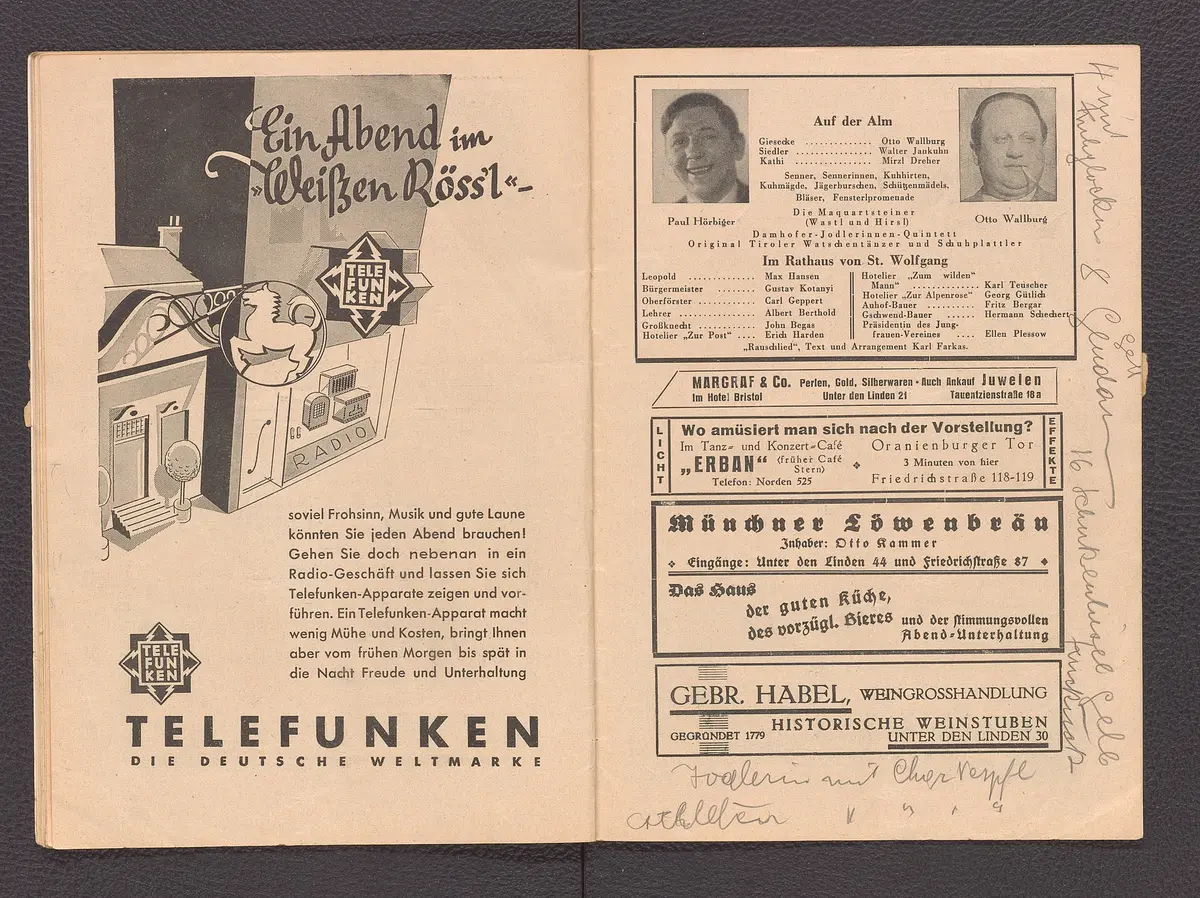 Ein Abend im
»Weißen Röss'l«-
TELE
FUN
KEN
RADIO
soviel Frohsinn, Musik und gute Laune
könnten Sie jeden Abend brauchen!
Gehen Sie doch nebenan in ein
Radio-Geschäft und lassen Sie sich
Telefunken-Apparate zeigen und vor-
führen. Ein Telefunken-Apparat macht
wenig Mühe und Kosten, bringt Ihnen
aber vom frühen Morgen bis spät in
die Nacht Freude und Unterhaltung
TELE
FUN
KEN
TELEFUNKEN
DIE DEUTSCHE WELTMARKE
Auf der Alm
Giesecke .............. Otto Wallburg
Siedler ............... Walter Jankuhn
Kathi ............... Mirzl Dreher
Senner, Sennerinnen, Kuhhirten,
Kuhmägde, Jägerburschen, Schützenmädels,
Bläser, Fensterlpromenade
Paul Hörbiger
Otto Wallburg
Die Maquartsteiner
(Wastl und Hirsl)
Damhofer-Jodlerinnen-Quintett
Original Tiroler Watschentänzer und Schuhplattler
Im Rathaus von St. Wolfgang
Leopold .............. Max Hansen
Bürgermeister ........ Gustav Kotanyi
Oberförster ............ Carl Geppert
Lehrer ................ Albert Berthold
Großknecht ............ John Begas
Hotelier „Zur Post“ .... Erich Harden
Hotelier „Zum wilden
Mann“ .............. Karl Teuscher
Hotelier „Zur Alpenrose“ Georg Gütlich
Auhof-Bauer .......... Fritz Bergar
Gschwend-Bauer ...... Hermann Schechert
Präsidentin des Jung-
frauen-Vereines .... Ellen Plessow
„Rauschlied“, Text und Arrangement Karl Farkas.
MARGRAF & Co. Perlen, Gold, Silberwaren • Auch Ankauf Juwelen
Im Hotel Bristol Unter den Linden 21 Tauentzienstraße 18a
LICHT
Wo amüsiert man sich nach der Vorstellung?
Im Tanz- und Konzert-Café
„ERBAN“ (früher Café
Stern)
Telefon: Norden 525
Oranienburger Tor
3 Minuten von hier
Friedrichstraße 118-119
EFFEKTE
Münchner Löwenbräu
Inhaber: Otto Kammer
Eingänge: Unter den Linden 44 und Friedrichstraße 87
Das Haus
der guten Küche,
des vorzügl. Bieres und der stimmungsvollen
Abend-Unterhaltung
GEBR. HABEL, WEINGROSSHANDLUNG
HISTORISCHE WEINSTUBEN
GEGRÜNDET 1779 UNTER DEN LINDEN 30
Jodlerin mit
4 mit
Kuhglocken 8
16
gelb